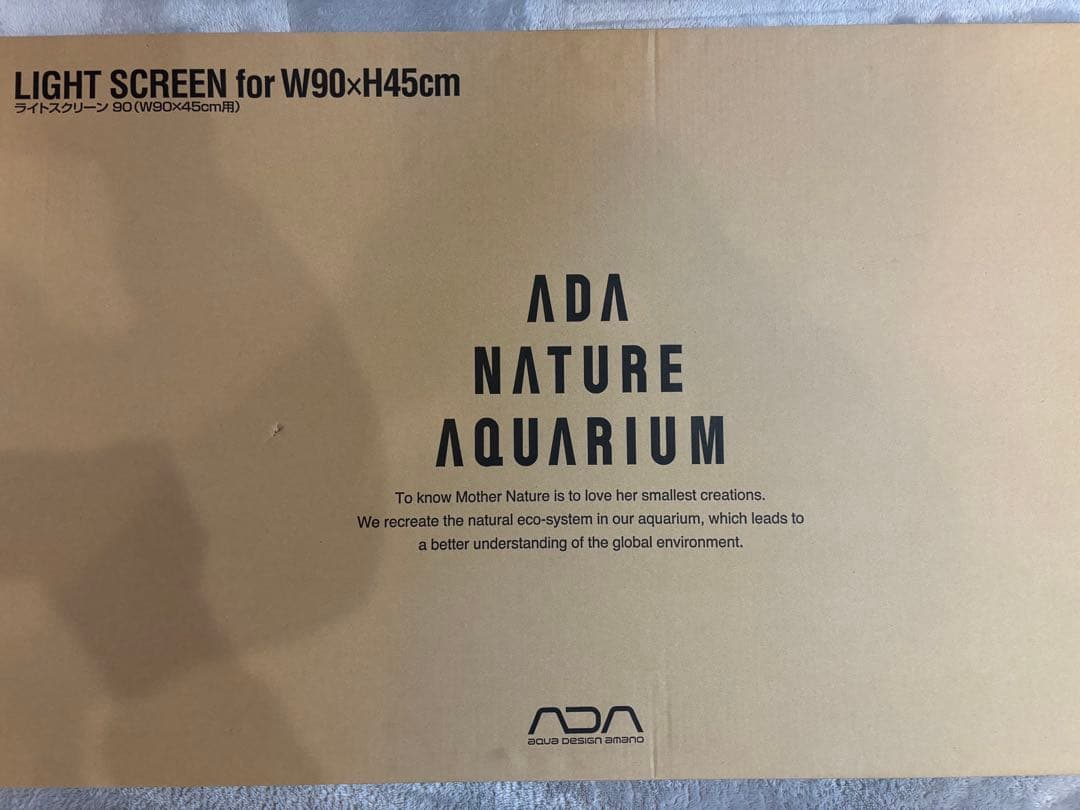 LIGHT SCREEN for W90×H45cm
ライトスクリーン 90（W90×45cm用）
ADA
NATURE
AQUARIUM
To know Mother Nature is to love her smallest creations.
We recreate the natural eco-system in our aquarium, which leads to
a better understanding of the global environment.
ADA
aqua design amano